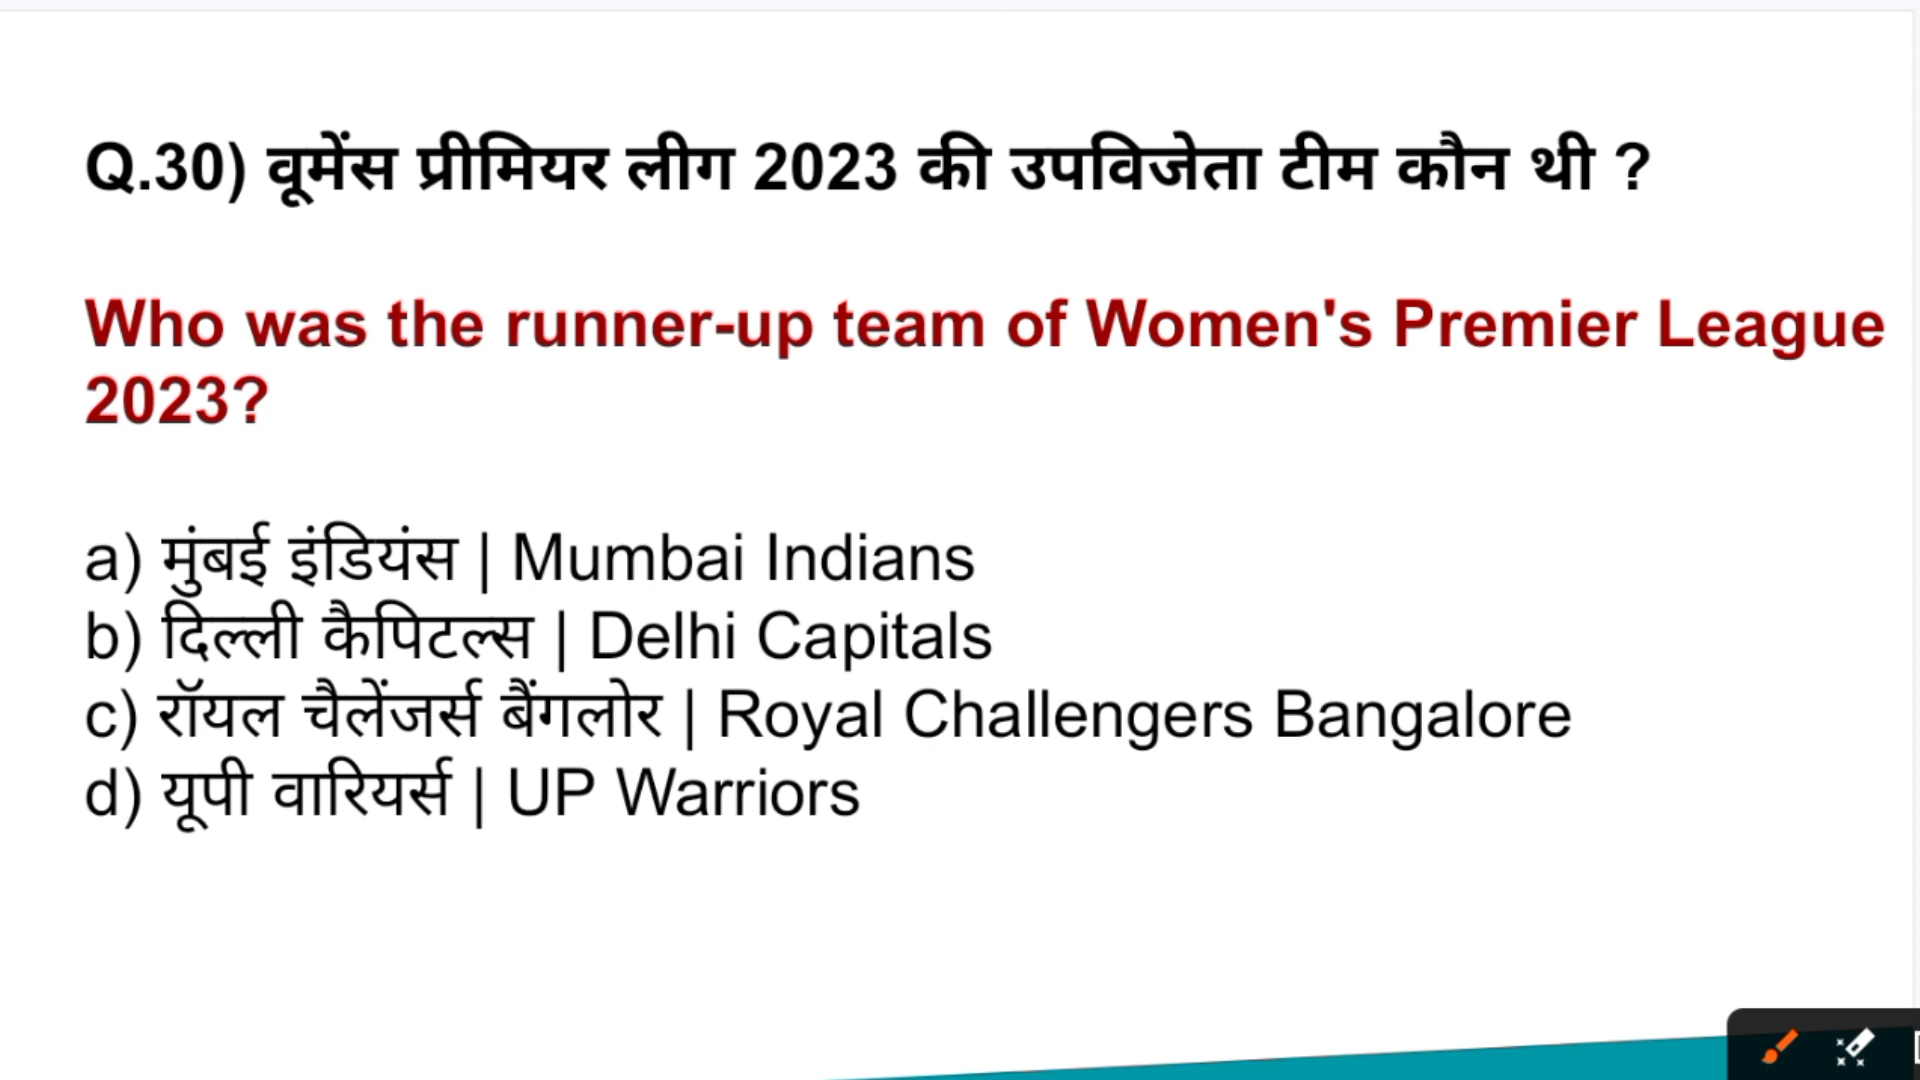 Q.30) वूमेंस प्रीमियर लीग 2023 की उपविजेता टीम कौन थी ?
Who was the runner-up team of Women's Premier League
2023?
a) मुंबई इंडियंस | Mumbai Indians
b) दिल्ली कैपिटल्स | Delhi Capitals
c) रॉयल चैलेंजर्स बैंगलोर | Royal Challengers Bangalore
d) यूपी वारियर्स | UP Warriors